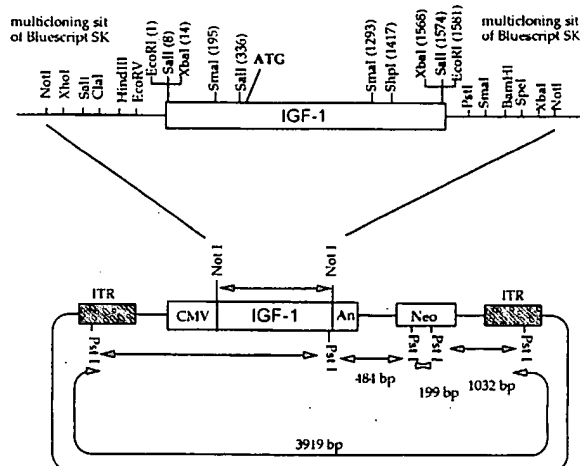 multicloning sit
of Bluescript SK
NotI
XhoI
SalI
ClaI
HindIII
EcoRV
EcoRI (1)
SalI (8)
XbaI (14)
SmaI (195)
SalI (336)
ATG
SmaI (1293)
ShpI (1417)
XbaI (1568)
SalI (1574)
EcoRI (1581)
multicloning sit
of Bluescript SK
PstI
SmaI
BamHI
SpeI
XbaI
NotI
IGF-1
Not I
Not I
ITR
CMV
IGF-1
An
Neo
ITR
Pst I
Pst I
Pst I
Pst I
Pst I
484 bp
199 bp
1032 bp
3919 bp